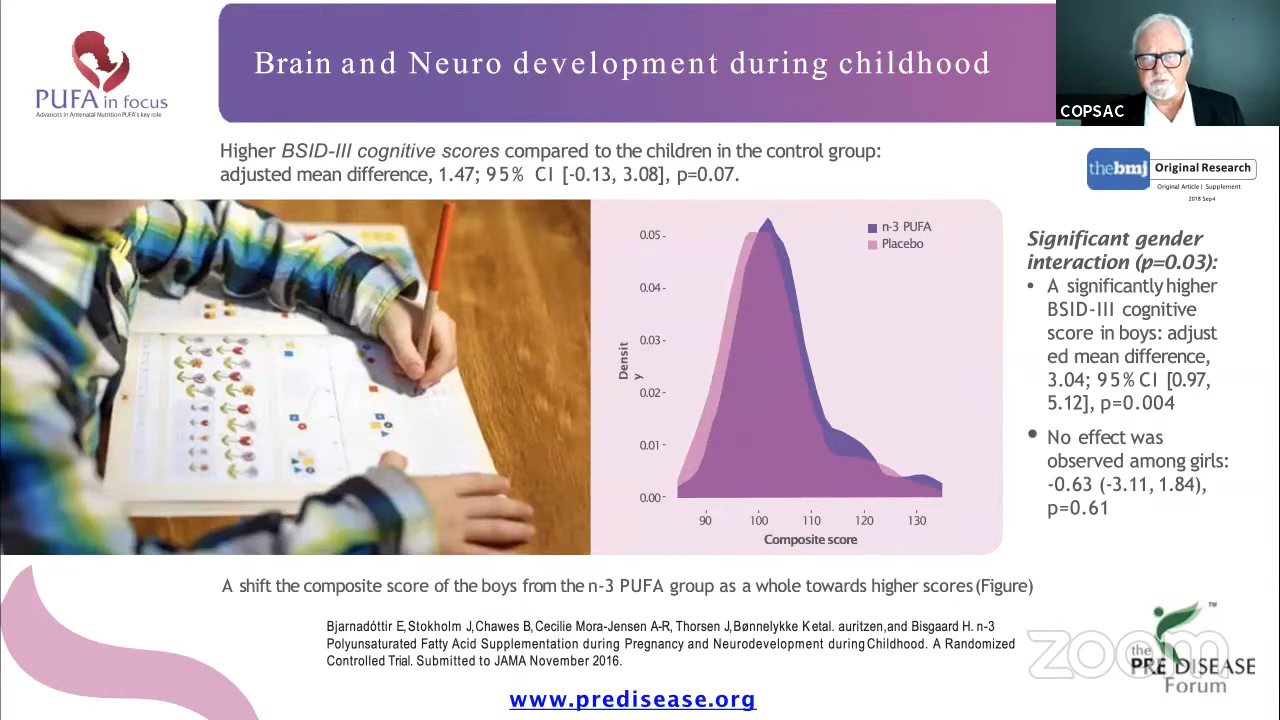 PUFA in focus
Advances in Antenatal Nutrition PUFA's key role
Brain and Neuro development during childhood
COPSAC
Higher BSID-III cognitive scores compared to the children in the control group:
adjusted mean difference, 1.47; 95% CI [-0.13, 3.08], p=0.07.
thebmj Original Research
Original Article | Supplement
2018 Sep4
n-3 PUFA
Placebo
0.05
0.04
0.03
0.02
0.01
0.00
Densit
y
90 100 110 120 130
Composite score
Significant gender
interaction (p=0.03):
• A significantly higher
BSID-III cognitive
score in boys: adjust
ed mean difference,
3.04; 95%CI [0.97,
5.12], p=0.004
• No effect was
observed among girls:
-0.63 (-3.11, 1.84),
p=0.61
A shift the composite score of the boys from the n-3 PUFA group as a whole towards higher scores (Figure)
Bjarnadóttir E, Stokholm J, Chawes B, Cecilie Mora-Jensen A-R, Thorsen J, Bønnelykke K etal. auritzen, and Bisgaard H. n-3
Polyunsaturated Fatty Acid Supplementation during Pregnancy and Neurodevelopment during Childhood. A Randomized
Controlled Trial. Submitted to JAMA November 2016.
www.predisease.org
zoom
TM
the
PRE DISEASE
Forum